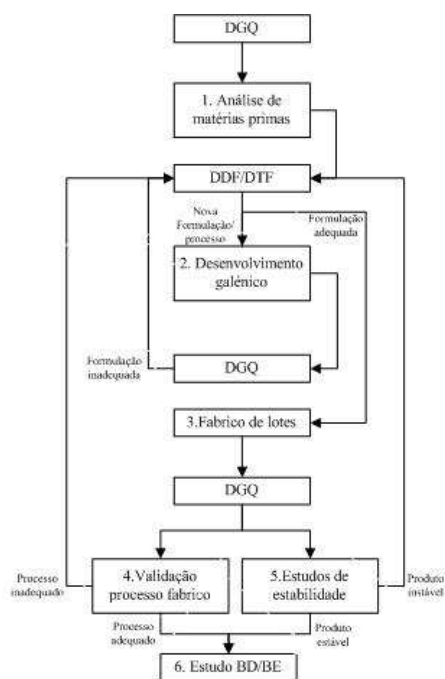 DGQ
1. Análise de
matérias primas
DDF/DTF
Nova
Formulação/
processo
Formulação
adequada
2. Desenvolvimento
galénico
Formulação
inadequada
DGQ
3.Fabrico de lotes
DGQ
Processo
inadequado
4.Validação
processo fabrico
5.Estudos de
estabilidade
Produto
instável
Processo
adequado
Produto
estável
6. Estudo BD/BE